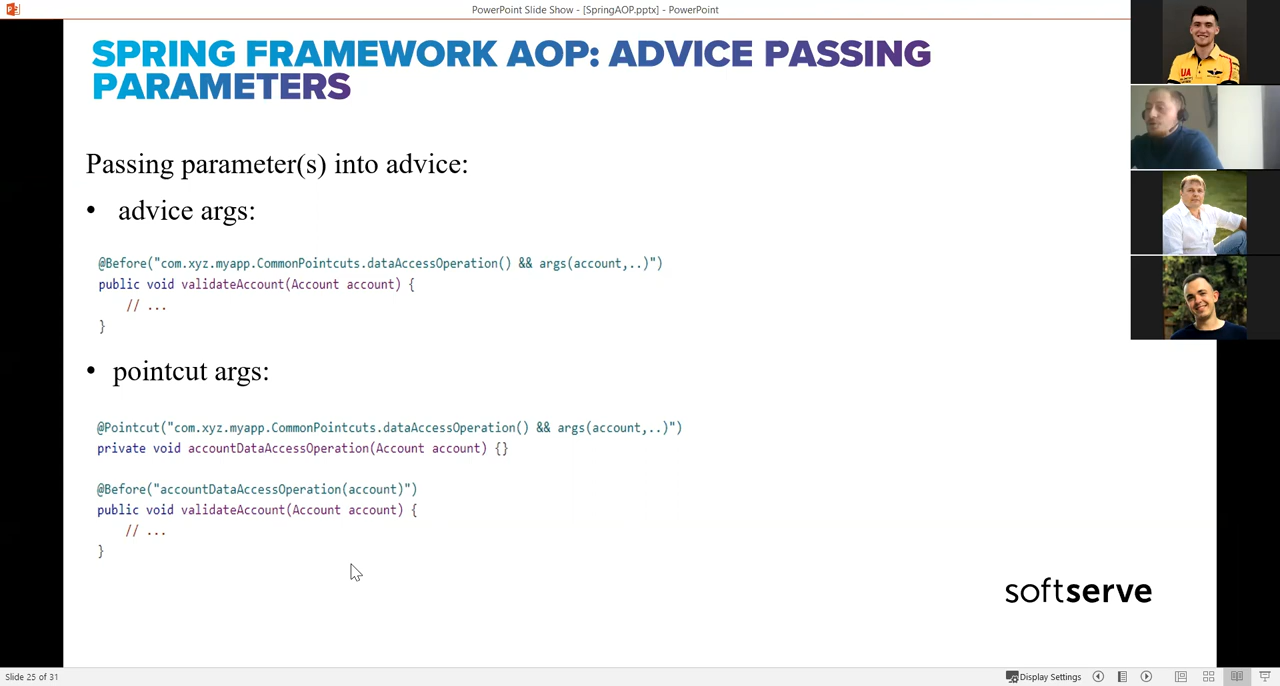 PowerPoint Slide Show - [SpringAOP.pptx] - PowerPoint
SPRING FRAMEWORK AOP: ADVICE PASSING
PARAMETERS
Passing parameter(s) into advice:
• advice args:
@Before("com.xyz.myapp.CommonPointcuts.dataAccessOperation() && args(account,..)")
public void validateAccount(Account account) {
// ...
}
• pointcut args:
@Pointcut("com.xyz.myapp.CommonPointcuts.dataAccessOperation() && args(account,..)")
private void accountDataAccessOperation(Account account) {}
@Before("accountDataAccessOperation(account)")
public void validateAccount(Account account) {
// ...
}
softserve
UA
Slide 25 of 31
Display Settings